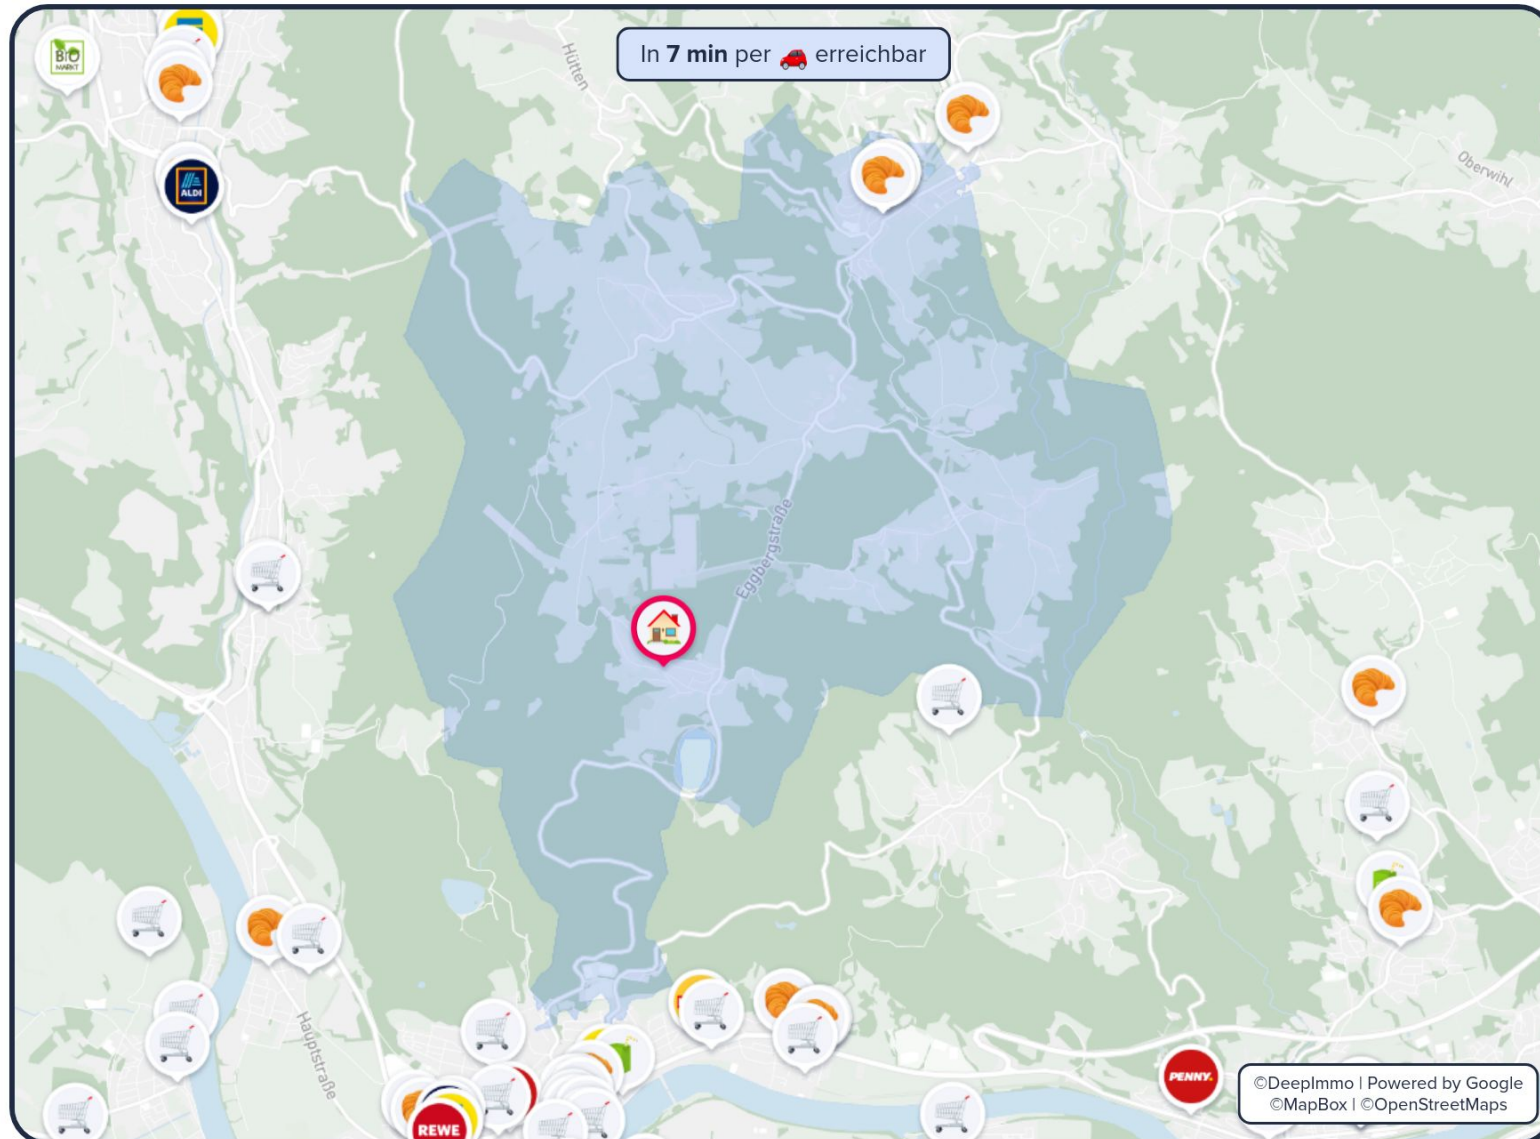 BiO
MARKT
Hütten
In 7 min per erreichbar
Oberwihl
ALDI
Eggbergstraße
Hauptstraße
PENNY.
REWE
©DeepImmo | Powered by Google
©MapBox | ©OpenStreetMaps